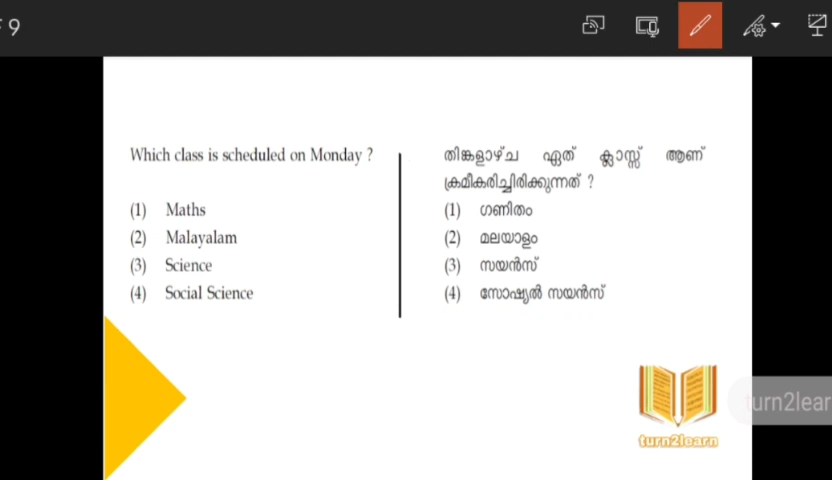 9
Which class is scheduled on Monday ?
(1) Maths
(2) Malayalam
(3) Science
(4) Social Science
തിങ്കളാഴ്ച ഏത് ക്ലാസ്സ് ആണ്
ക്രമീകരിച്ചിരിക്കുന്നത് ?
(1) ഗണിതം
(2) മലയാളം
(3) സയൻസ്
(4) സോഷ്യൽ സയൻസ്
turn2learn
turn2lear